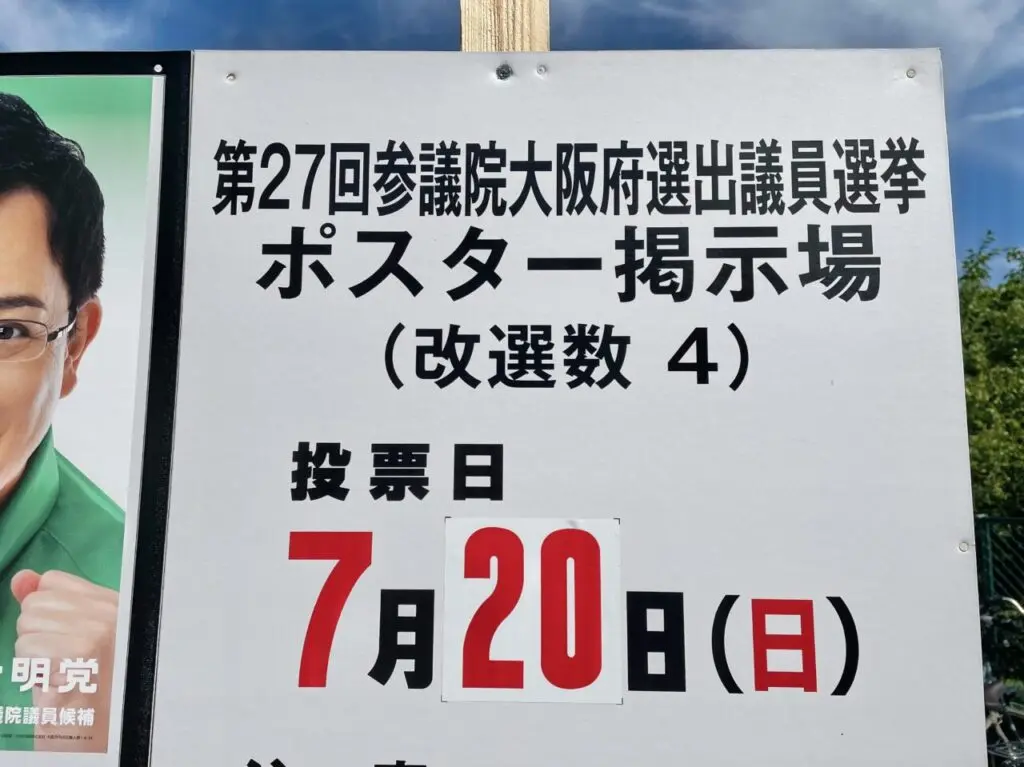 第27回参議院大阪府選出議員選挙
ポスター掲示場
（改選数 4）
投票日
7月20日（日）
明党
院議員候補